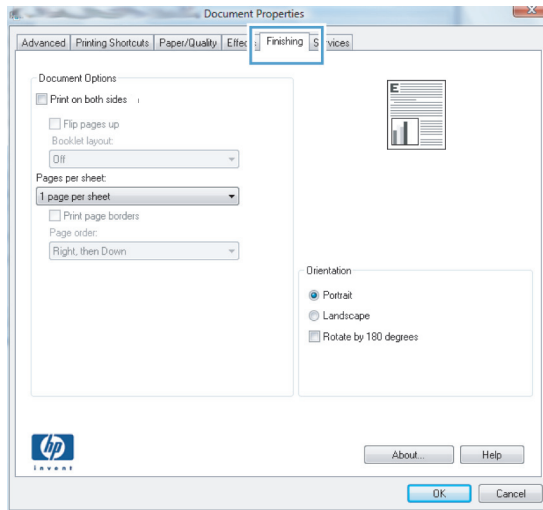 Document Properties
Advanced Printing Shortcuts Paper/Quality Finishing
Document Options
Print on both sides
Flip pages up
Booklet layout:
Off
Pages per sheet:
1 page per sheet
Print page borders
Page order:
Right, then Down
E
Orientation
Portrait
Landscape
Rotate by 180 degrees
hp
invent
About... Help
OK Cancel